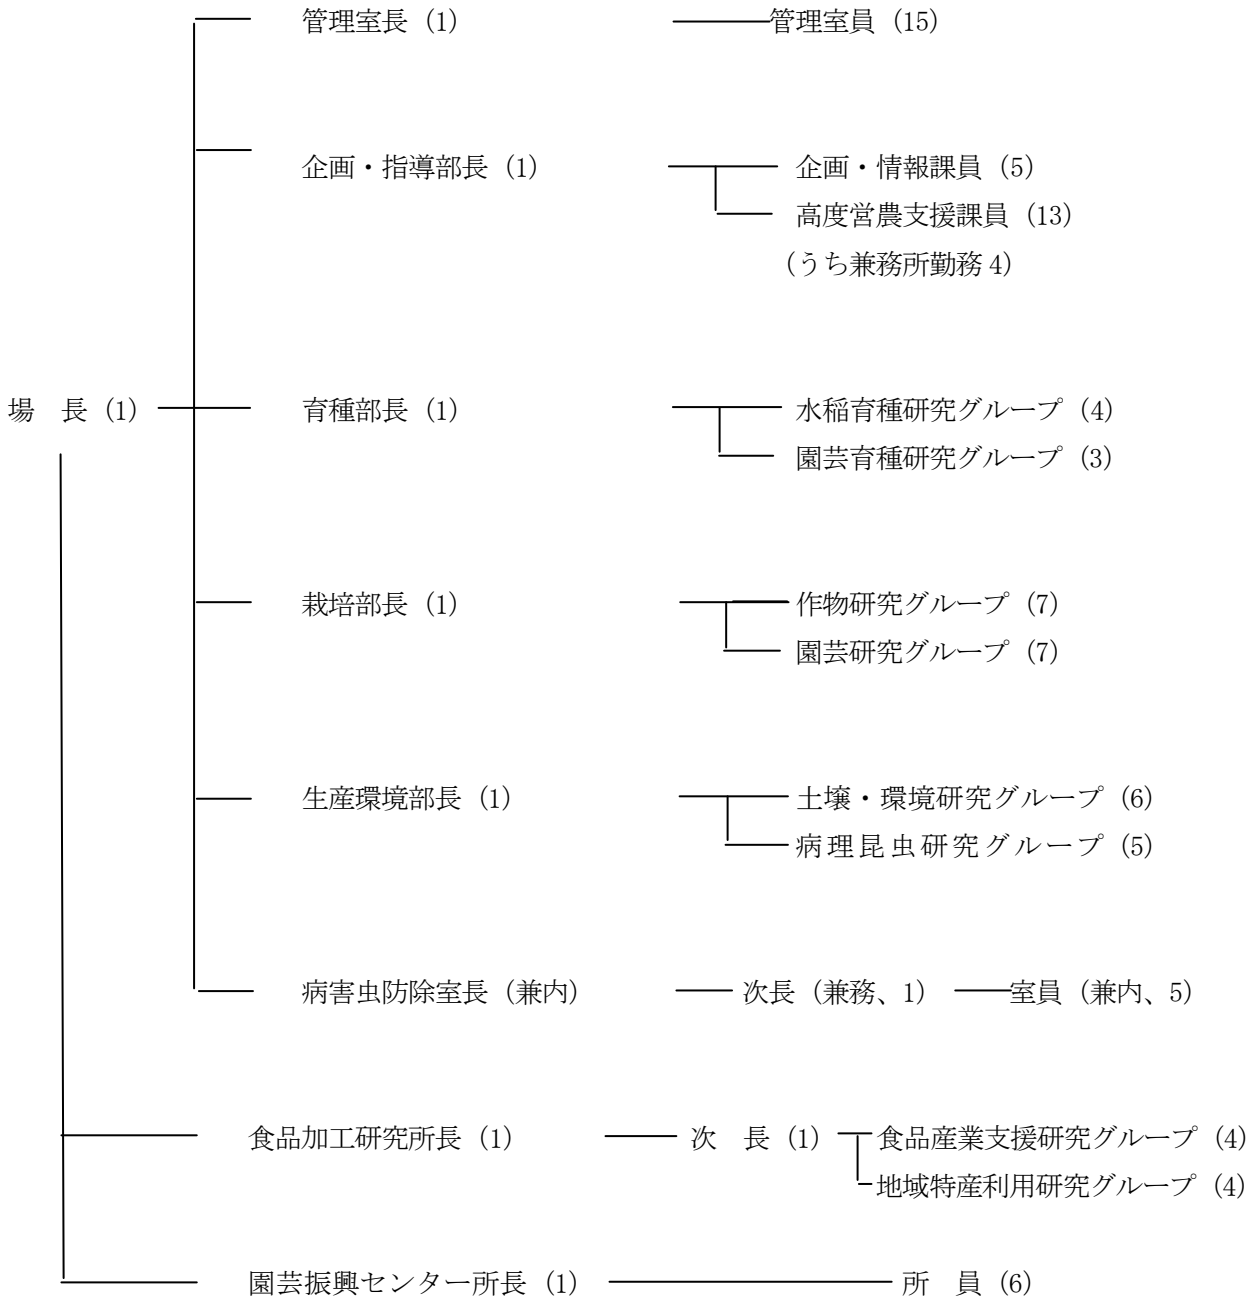 管理室長（1） 管理室員（15）
企画・指導部長（1） 企画・情報課員（5）
高度営農支援課員（13）
（うち兼務所勤務 4）
場　長（1） 育種部長（1） 水稲育種研究グループ（4）
園芸育種研究グループ（3）
栽培部長（1） 作物研究グループ（7）
園芸研究グループ（7）
生産環境部長（1） 土壌・環境研究グループ（6）
病理昆虫研究グループ（5）
病害虫防除室長（兼内） 次長（兼務、1） 室員（兼内、5）
食品加工研究所長（1） 次　長（1） 食品産業支援研究グループ（4）
地域特産利用研究グループ（4）
園芸振興センター所長（1） 所　員（6）